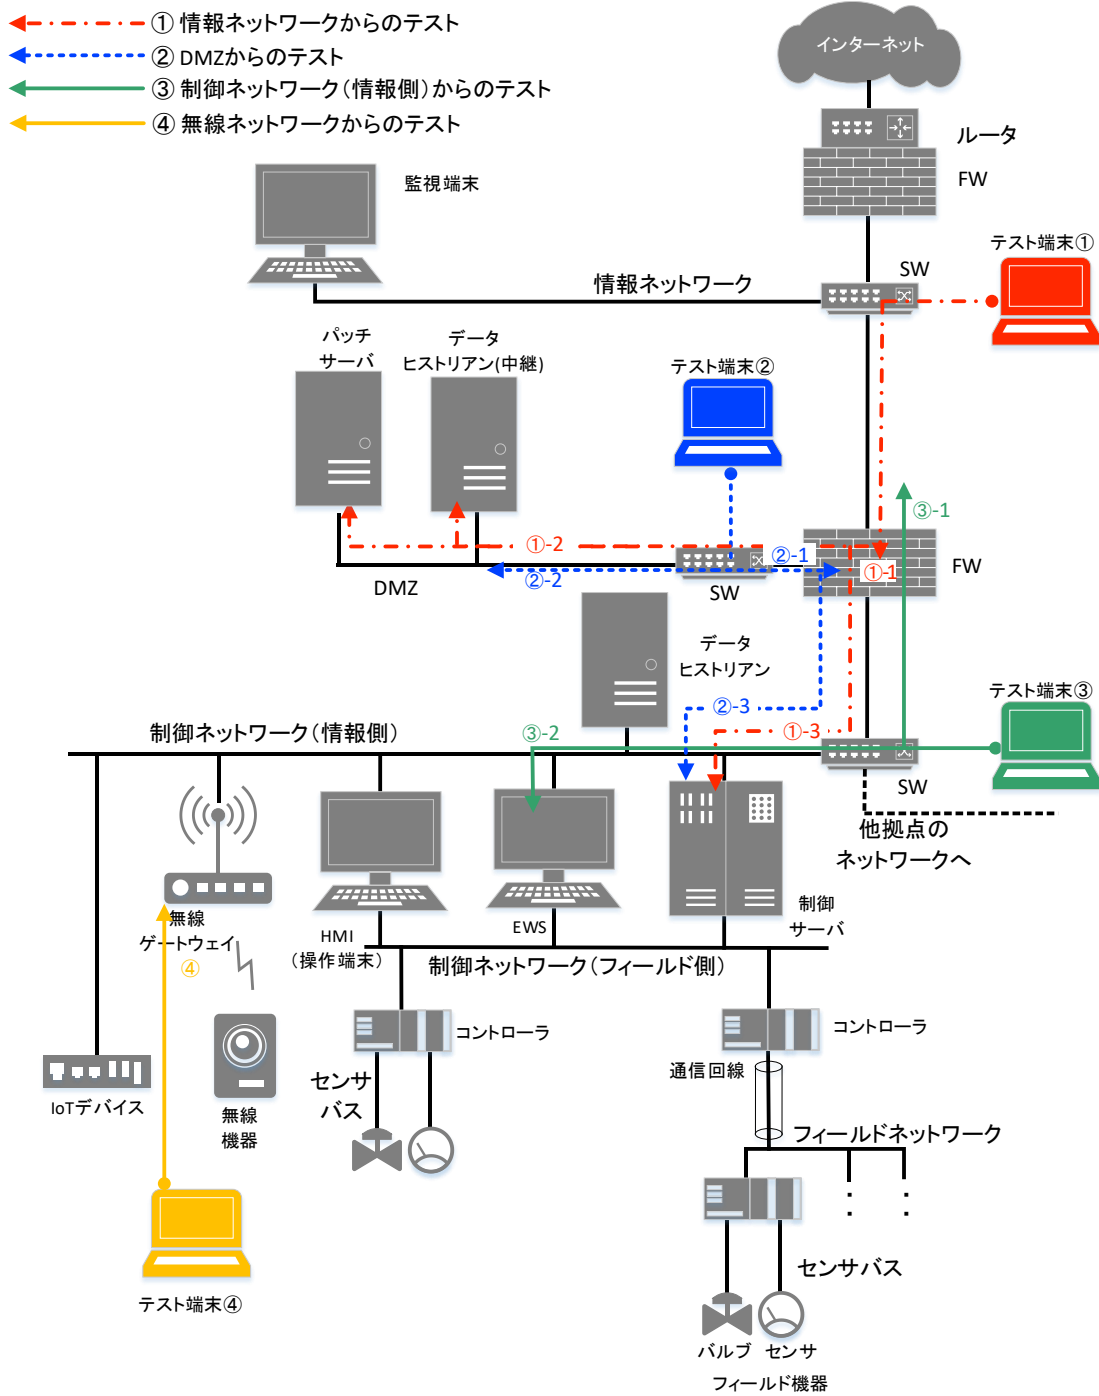 ① 情報ネットワークからのテスト
② DMZからのテスト
③ 制御ネットワーク(情報側)からのテスト
④ 無線ネットワークからのテスト
インターネット
ルータ
FW
監視端末
テスト端末①
SW
情報ネットワーク
パッチ
サーバ
データ
ヒストリアン(中継)
テスト端末②
③-1
①-2
②-1
①-1
FW
②-2
DMZ
SW
データ
ヒストリアン
テスト端末③
②-3
①-3
③-2
制御ネットワーク(情報側)
SW
他拠点の
ネットワークへ
無線
ゲートウェイ
④
HMI
(操作端末)
EWS
制御
サーバ
制御ネットワーク(フィールド側)
コントローラ
コントローラ
通信回線
センサ
バス
IoTデバイス
無線
機器
フィールドネットワーク
センサバス
テスト端末④
バルブ
センサ
フィールド機器